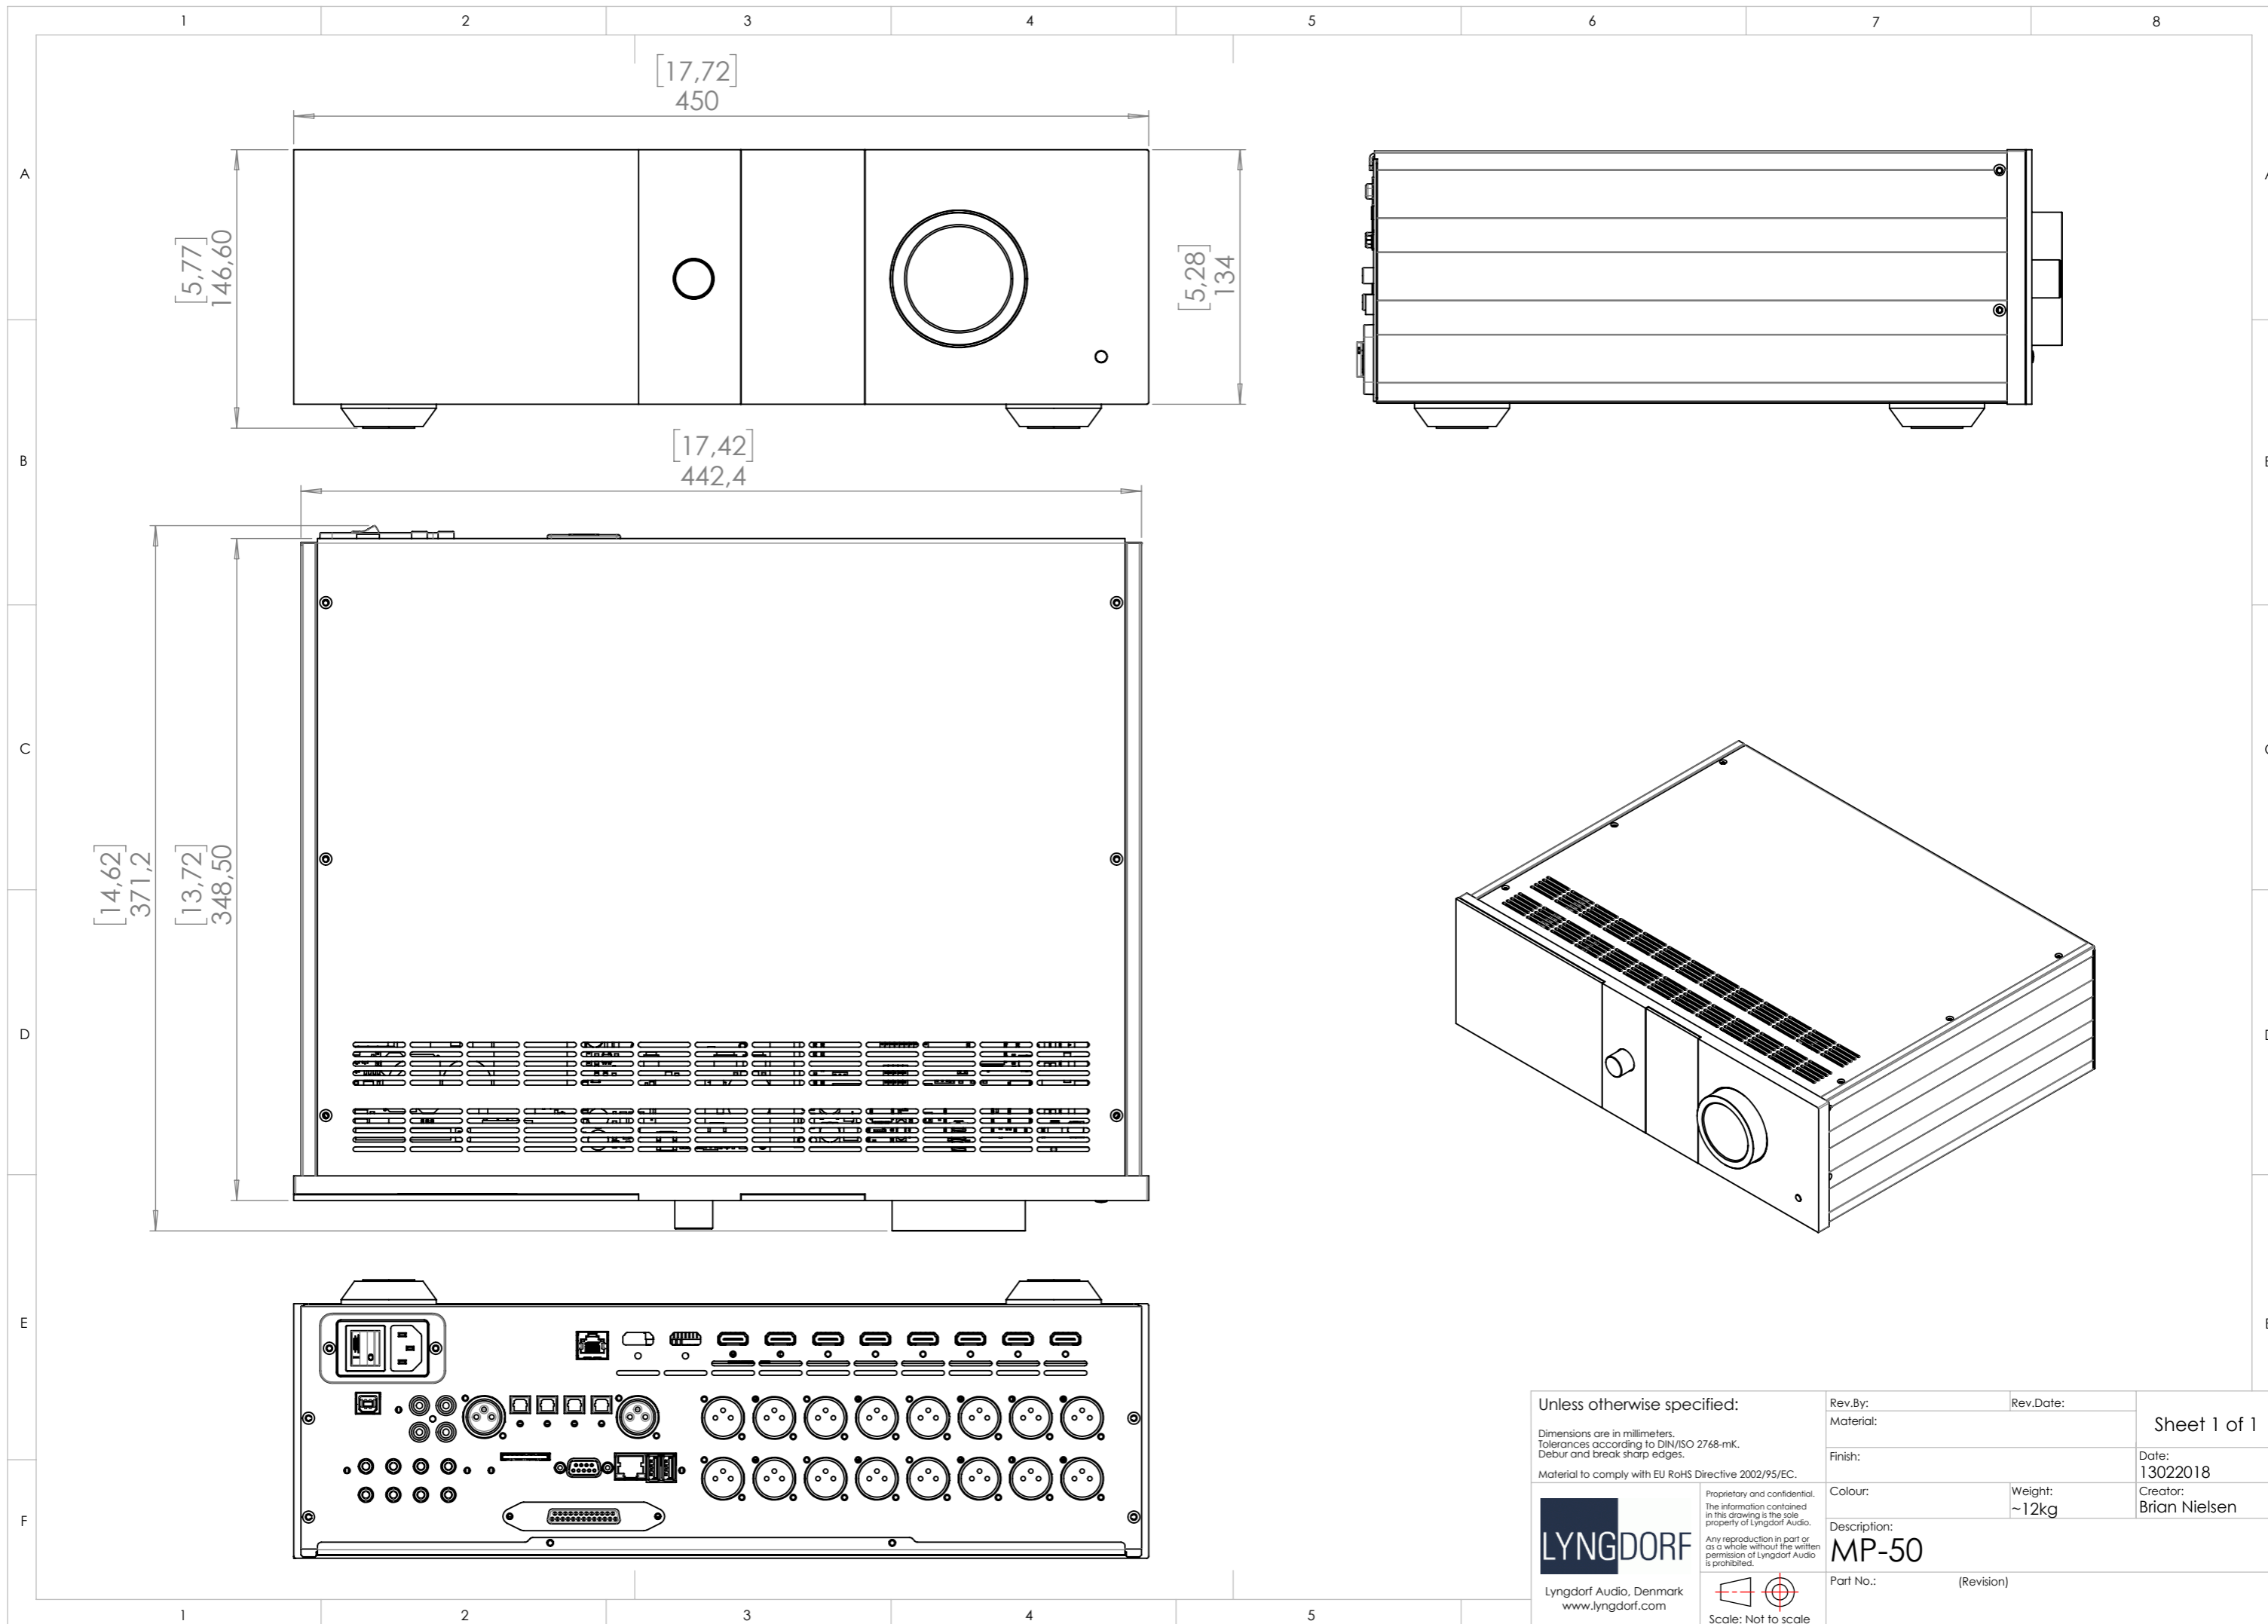 1 2 3 4 5 6 7 8
[17,72]
450
A
[5,77]
146,60
[5,28]
134
B
[17,42]
442,4
C
[14,62]
371,2
[13,72]
348,50
D
E
F
Unless otherwise specified:
Dimensions are in millimeters.
Tolerances according to DIN/ISO 2768-mK.
Debur and break sharp edges.
Material to comply with EU RoHS Directive 2002/95/EC.
Rev.By:
Rev.Date:
Sheet 1 of 1
Material:
Finish:
Date:
13022018
Colour:
Weight:
~12kg
Creator:
Brian Nielsen
LYNGDORF
Lyngdorf Audio, Denmark
www.lyngdorf.com
Proprietary and confidential.
The information contained
in this drawing is the sole
property of Lyngdorf Audio.
Any reproduction in part or
as a whole without the written
permission of Lyngdorf Audio
is prohibited.
Scale: Not to scale
Description:
MP-50
Part No.:
(Revision)
1 2 3 4 5